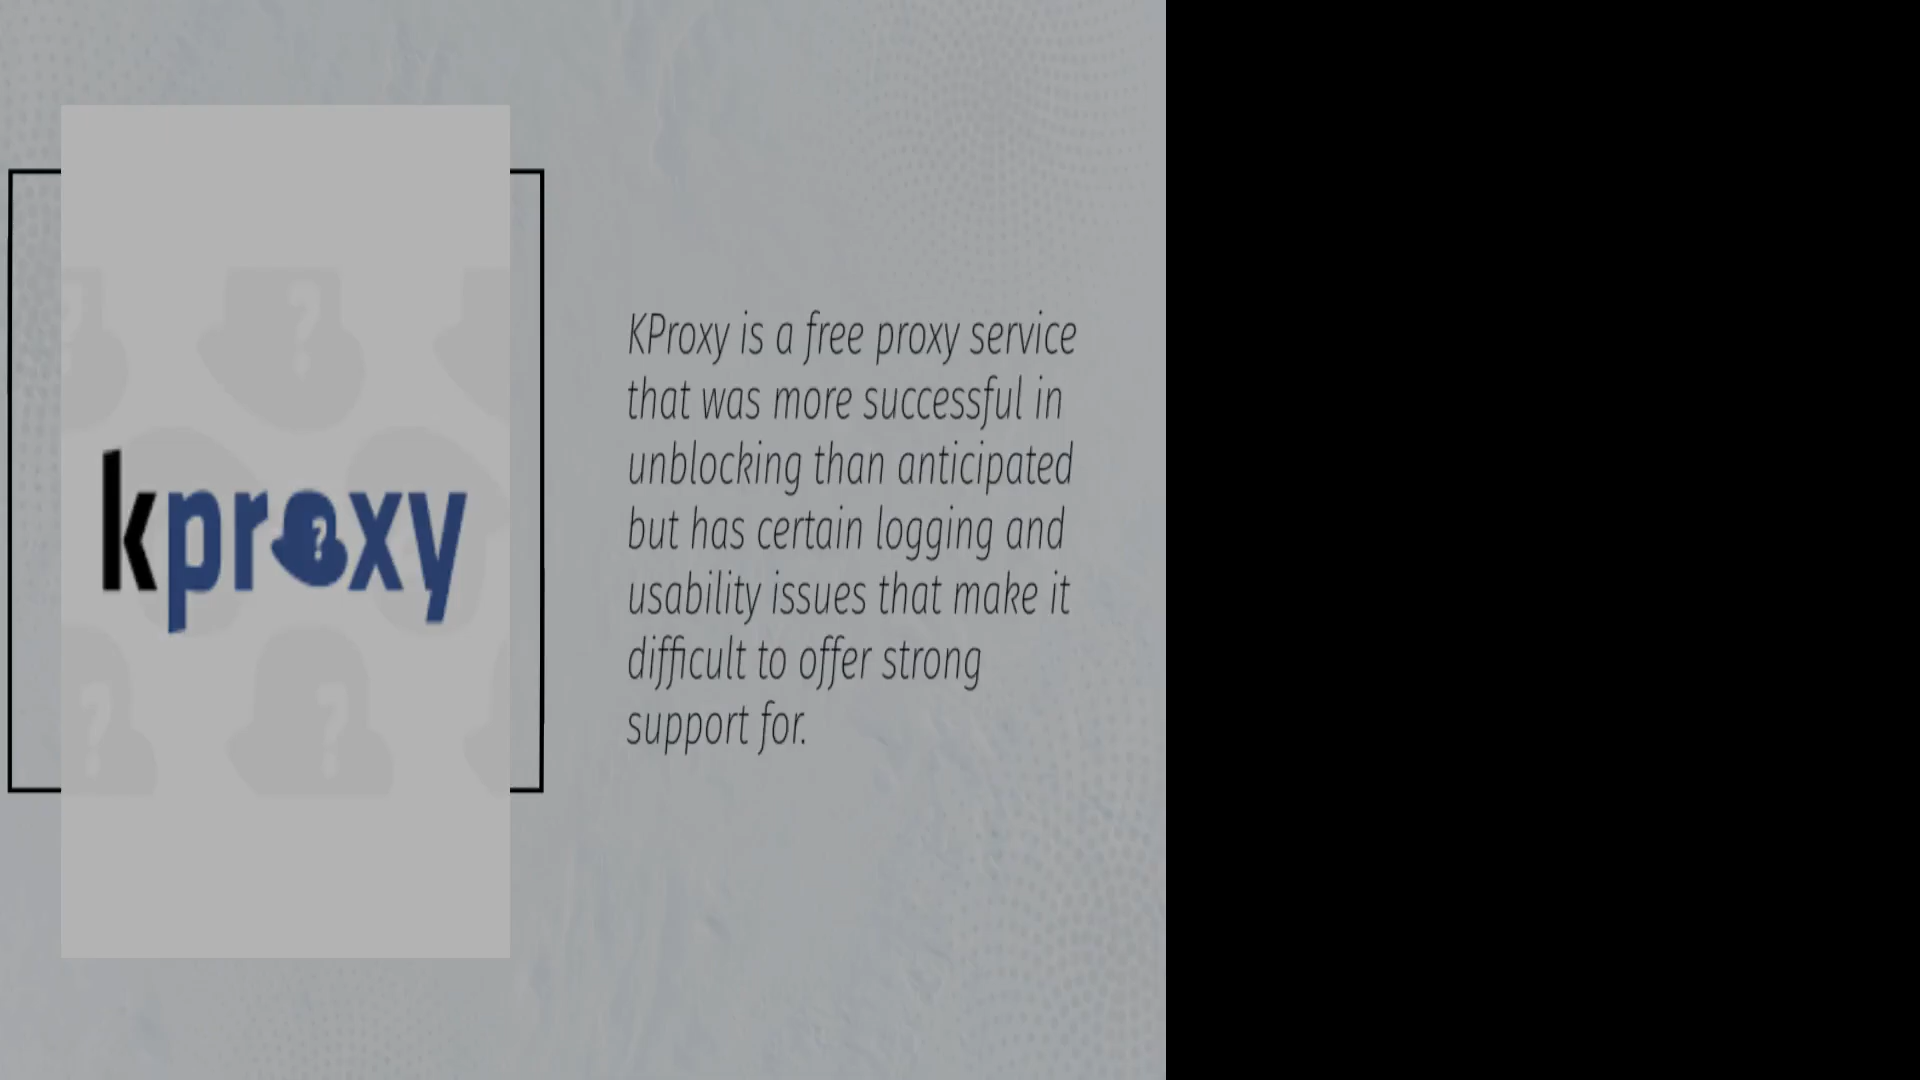 kproxy
KProxy is a free proxy service
that was more successful in
unblocking than anticipated
but has certain logging and
usability issues that make it
difficult to offer strong
support for.